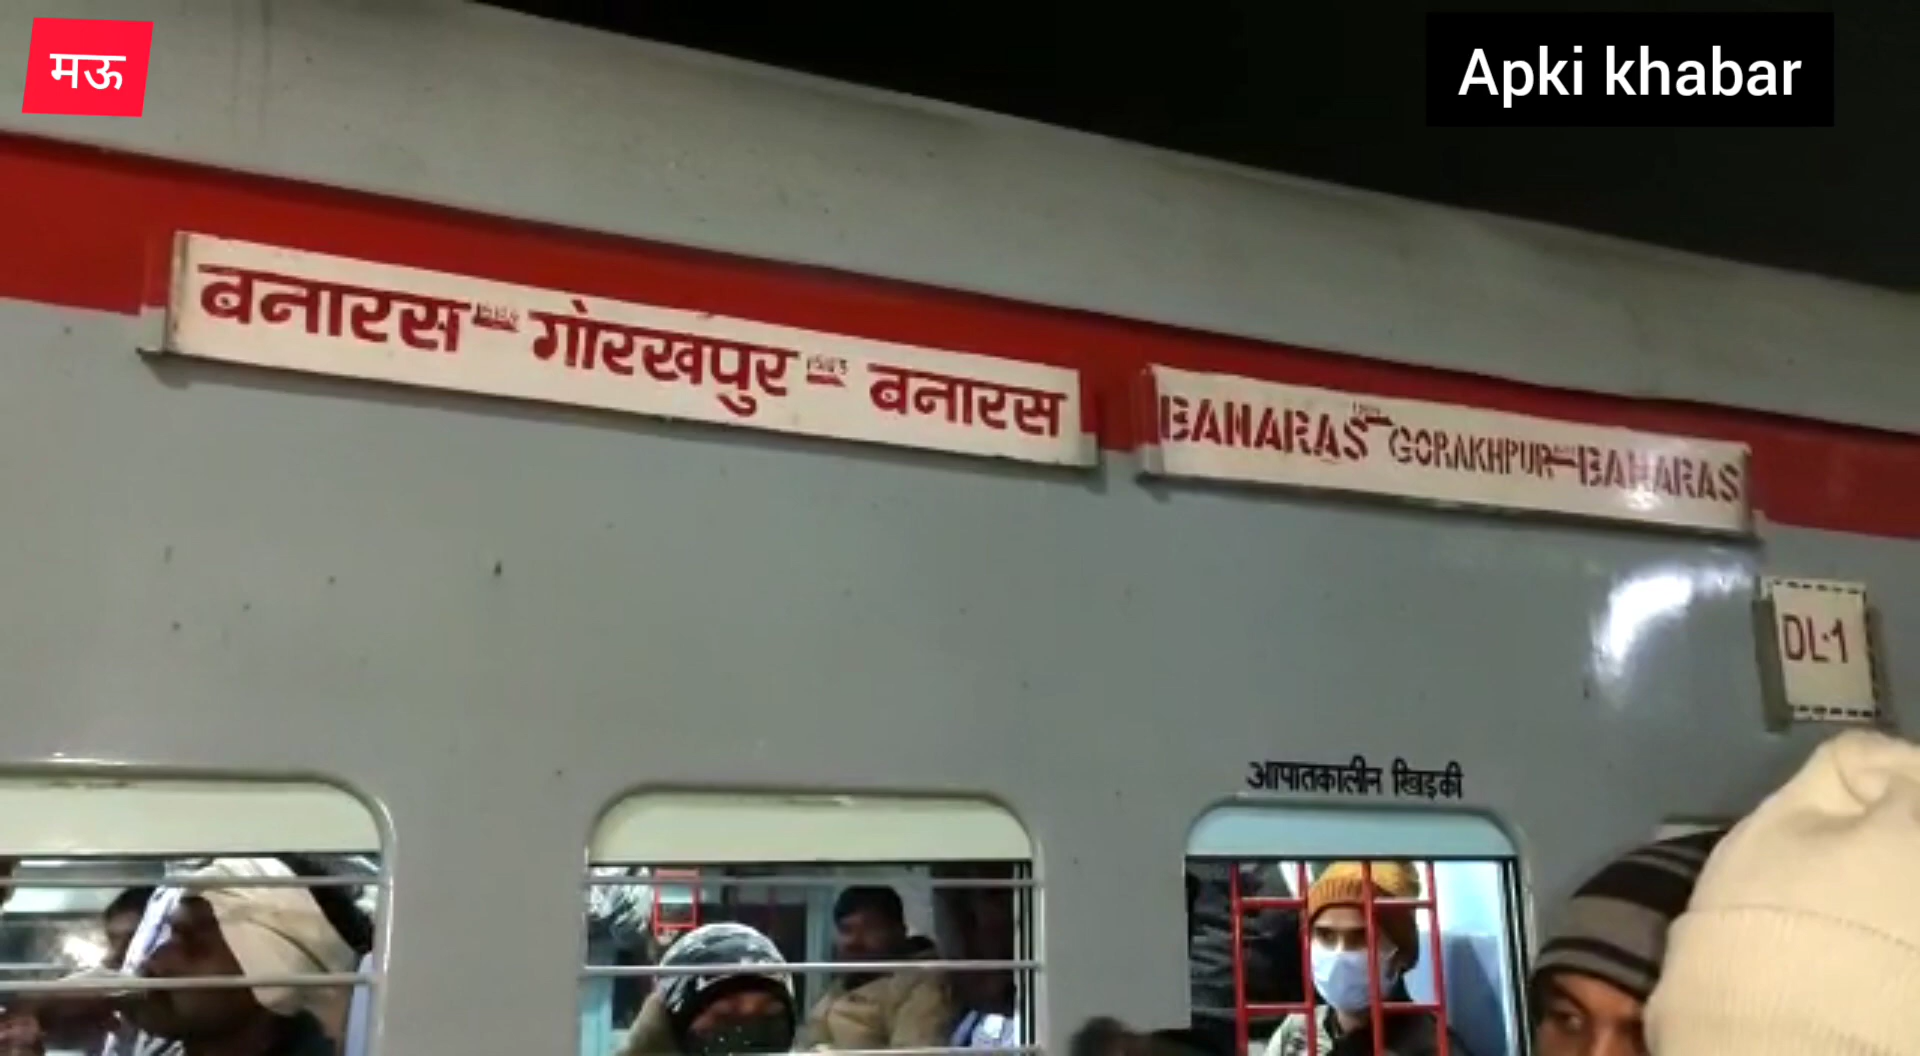 मऊ
Apki khabar
बनारस - गोरखपुर - बनारस
BANARAS - GORAKHPUR - BANARAS
DL-1
आपातकालीन खिड़की